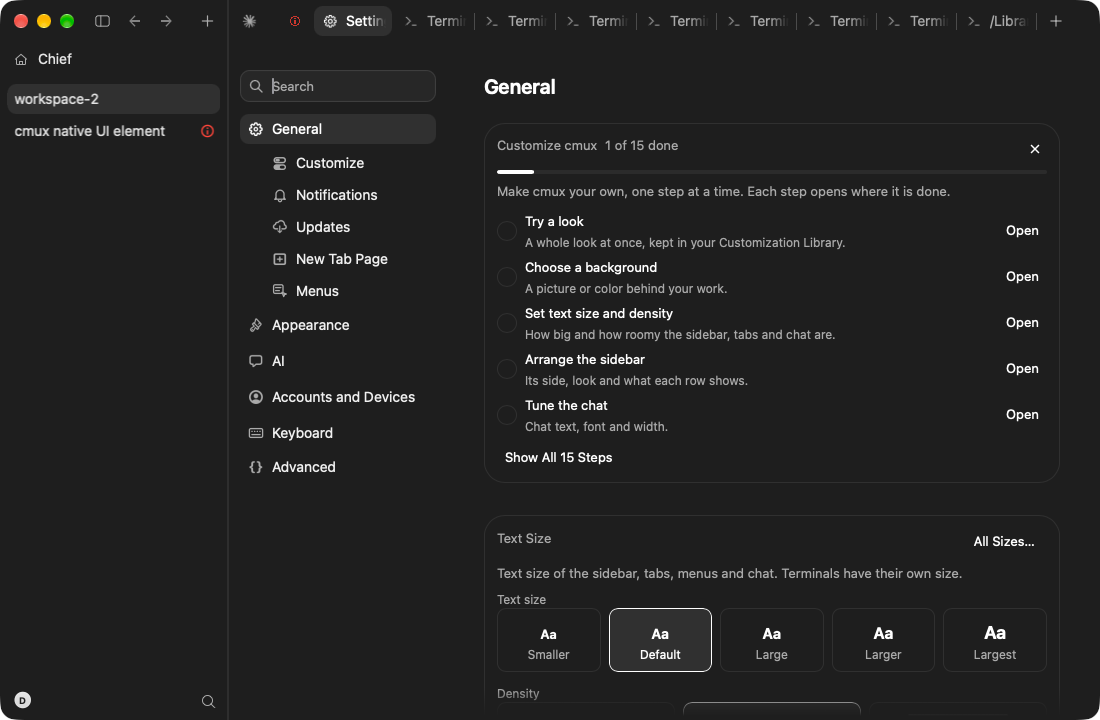 Settin
Termin
Termin
Termin
Termin
Termin
Termin
Termin
/Libra
Chief
workspace-2
cmux native UI element
D
Search
General
Customize
Notifications
Updates
New Tab Page
Menus
Appearance
AI
Accounts and Devices
Keyboard
Advanced
General
Customize cmux 1 of 15 done
Make cmux your own, one step at a time. Each step opens where it is done.
Try a look
A whole look at once, kept in your Customization Library.
Open
Choose a background
A picture or color behind your work.
Open
Set text size and density
How big and how roomy the sidebar, tabs and chat are.
Open
Arrange the sidebar
Its side, look and what each row shows.
Open
Tune the chat
Chat text, font and width.
Open
Show All 15 Steps
Text Size
All Sizes...
Text size of the sidebar, tabs, menus and chat. Terminals have their own size.
Text size
Aa
Smaller
Aa
Default
Aa
Large
Aa
Larger
Aa
Largest
Density